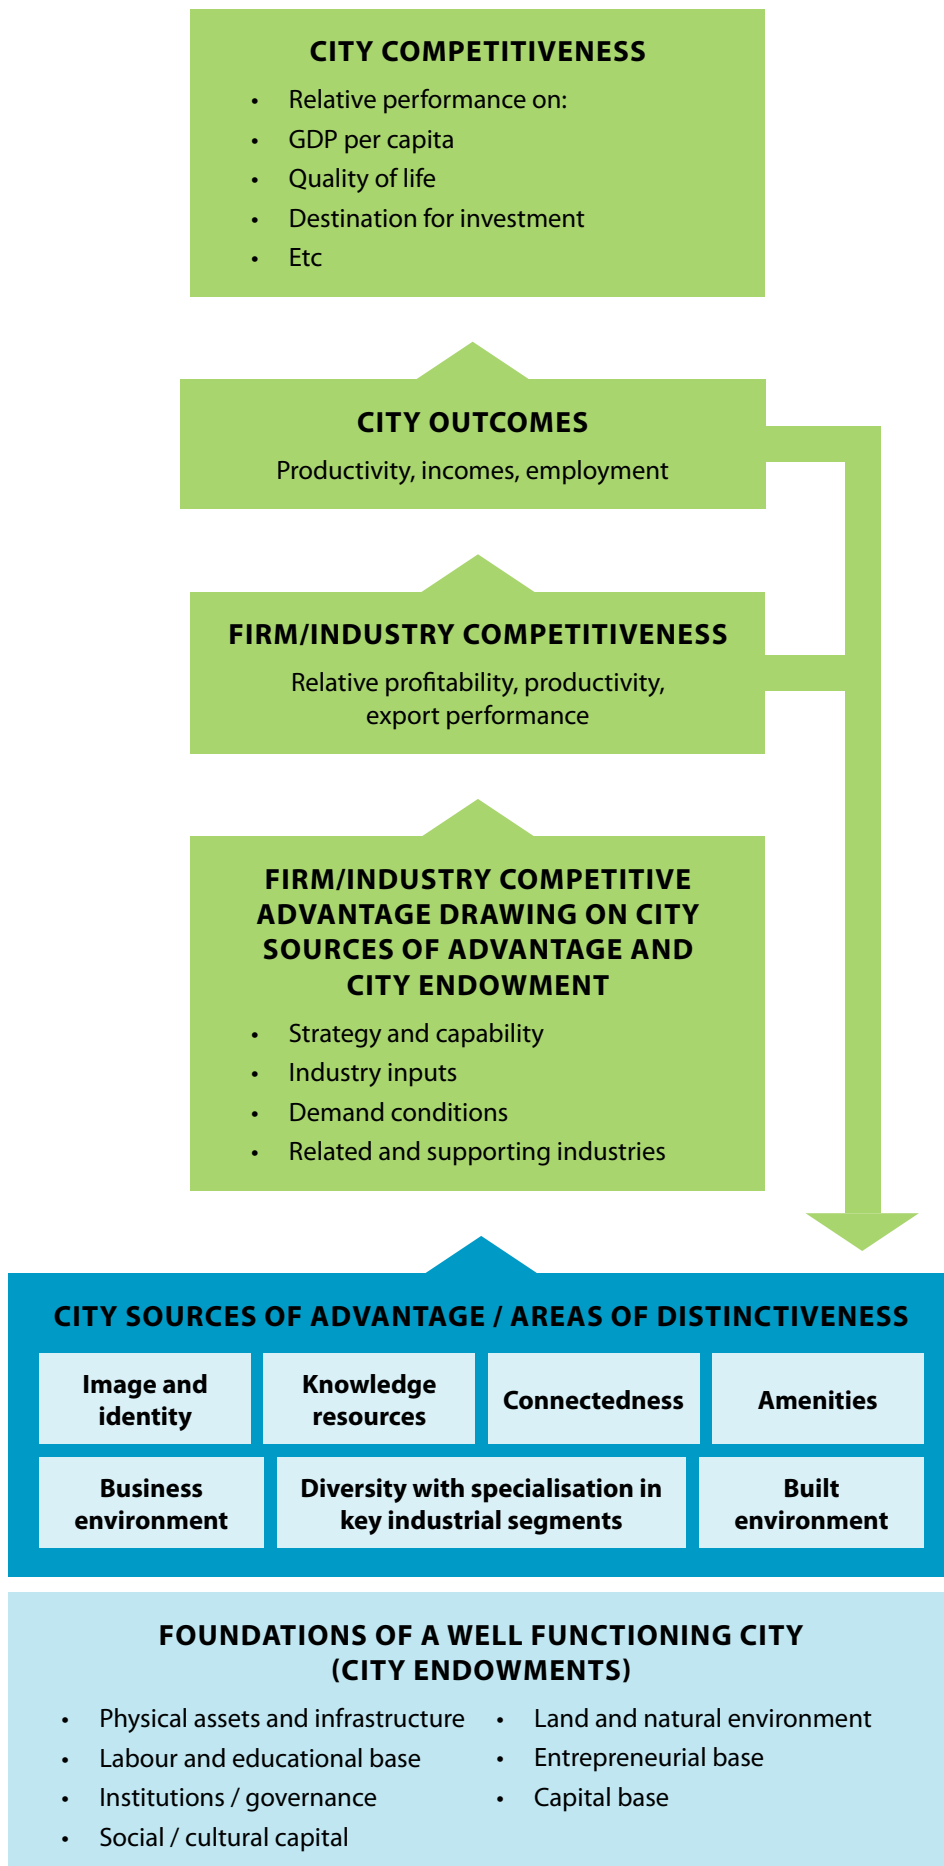 CITY COMPETITIVENESS
• Relative performance on:
• GDP per capita
• Quality of life
• Destination for investment
• Etc
CITY OUTCOMES
Productivity, incomes, employment
FIRM/INDUSTRY COMPETITIVENESS
Relative profitability, productivity,
export performance
FIRM/INDUSTRY COMPETITIVE
ADVANTAGE DRAWING ON CITY
SOURCES OF ADVANTAGE AND
CITY ENDOWMENT
• Strategy and capability
• Industry inputs
• Demand conditions
• Related and supporting industries
CITY SOURCES OF ADVANTAGE / AREAS OF DISTINCTIVENESS
Image and
identity
Knowledge
resources
Connectedness
Amenities
Business
environment
Diversity with specialisation in
key industrial segments
Built
environment
FOUNDATIONS OF A WELL FUNCTIONING CITY
(CITY ENDOWMENTS)
• Physical assets and infrastructure
• Labour and educational base
• Institutions / governance
• Social / cultural capital
• Land and natural environment
• Entrepreneurial base
• Capital base